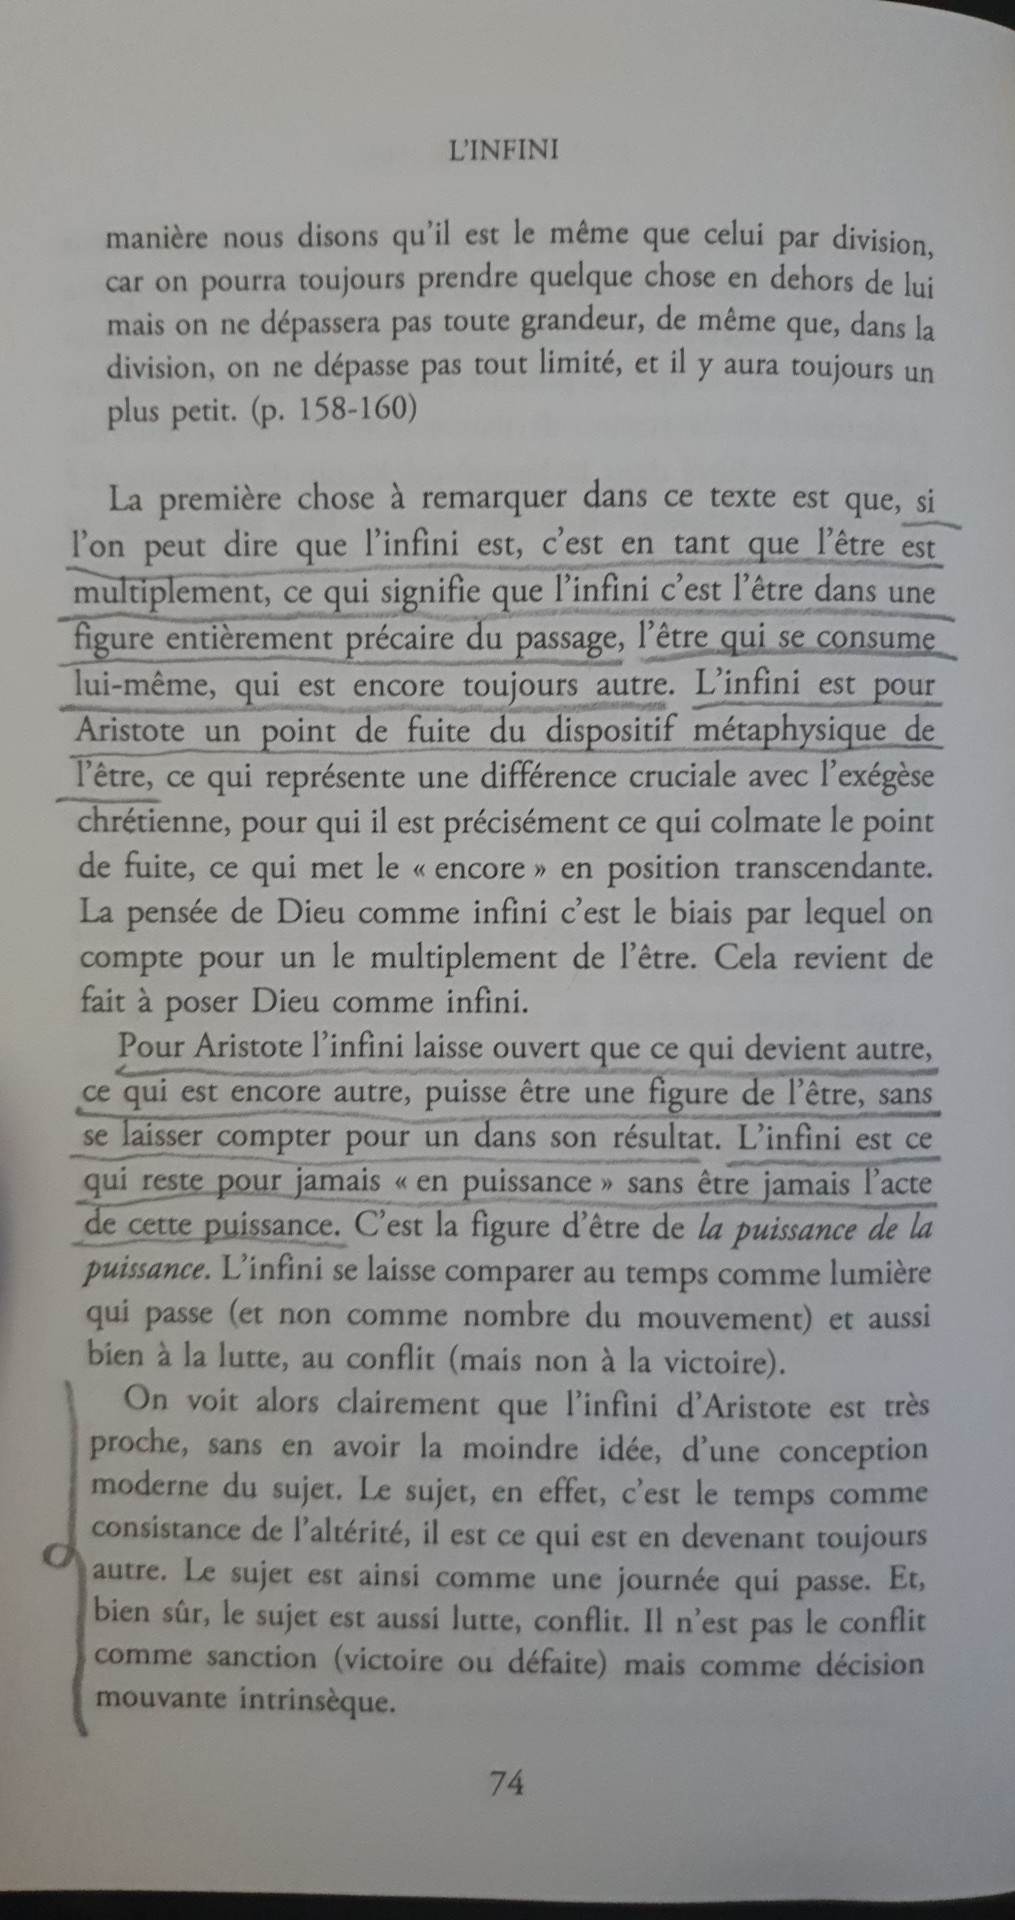 L'INFINI
manière nous disons qu'il est le même que celui par division,
car on pourra toujours prendre quelque chose en dehors de lui
mais on ne dépassera pas toute grandeur, de même que, dans la
division, on ne dépasse pas tout limité, et il y aura toujours un
plus petit. (p. 158-160)
La première chose à remarquer dans ce texte est que, si
l'on peut dire que l'infini est, c'est en tant que l'être est
multiplement, ce qui signifie que l'infini c'est l'être dans une
figure entièrement précaire du passage, l'être qui se consume
lui-même, qui est encore toujours autre. L'infini est pour
Aristote un point de fuite du dispositif métaphysique de
l'être, ce qui représente une différence cruciale avec l'exégèse
chrétienne, pour qui il est précisément ce qui colmate le point
de fuite, ce qui met le « encore » en position transcendante.
La pensée de Dieu comme infini c'est le biais par lequel on
compte pour un le multiplement de l'être. Cela revient de
fait à poser Dieu comme infini.
Pour Aristote l'infini laisse ouvert que ce qui devient autre,
ce qui est encore autre, puisse être une figure de l'être, sans
se laisser compter pour un dans son résultat. L'infini est ce
qui reste pour jamais « en puissance » sans être jamais l'acte
de cette puissance. C'est la figure d'être de la puissance de la
puissance. L'infini se laisse comparer au temps comme lumière
qui passe (et non comme nombre du mouvement) et aussi
bien à la lutte, au conflit (mais non à la victoire).
On voit alors clairement que l'infini d'Aristote est très
proche, sans en avoir la moindre idée, d'une conception
moderne du sujet. Le sujet, en effet, c'est le temps comme
consistance de l'altérité, il est ce qui est en devenant toujours
autre. Le sujet est ainsi comme une journée qui passe. Et,
bien sûr, le sujet est aussi lutte, conflit. Il n'est pas le conflit
comme sanction (victoire ou défaite) mais comme décision
mouvante intrinsèque.
74